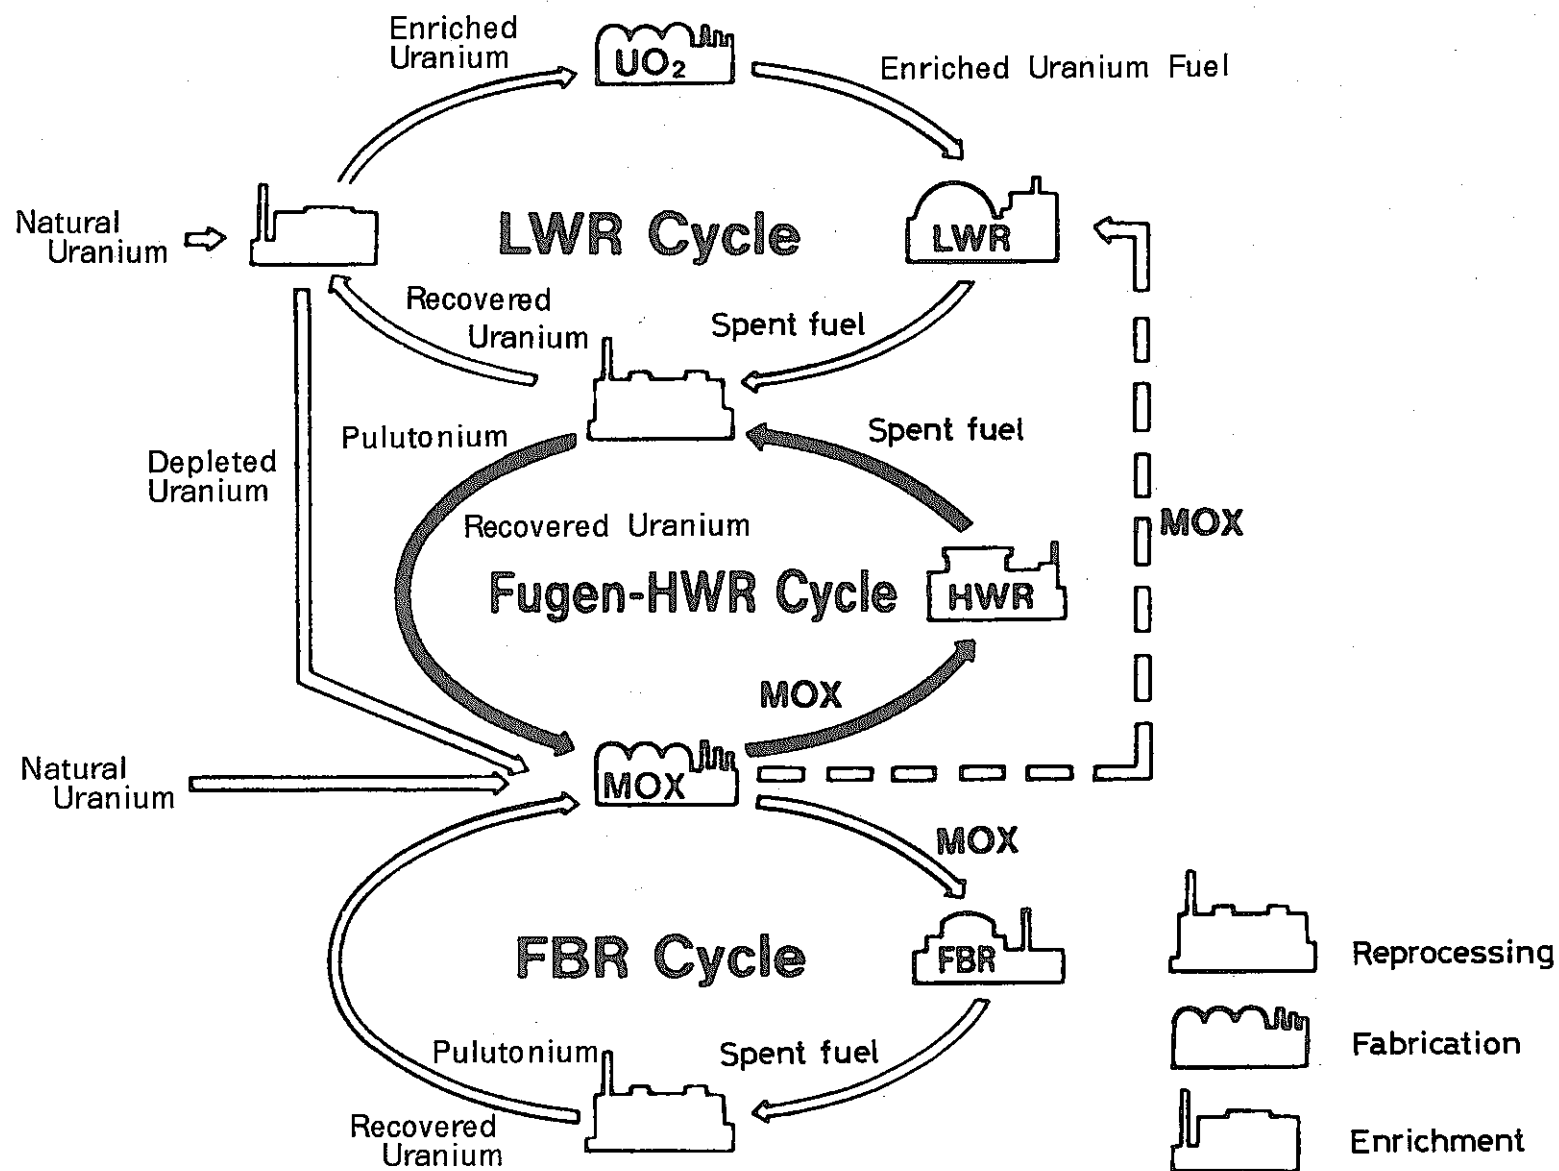 Enriched
Uranium
UO₂
Enriched Uranium Fuel
Natural
Uranium
LWR Cycle
LWR
Recovered
Uranium
Spent fuel
Pulutonium
Spent fuel
Depleted
Uranium
Recovered Uranium
MOX
Fugen-HWR Cycle
HWR
MOX
Natural
Uranium
MOX
MOX
FBR Cycle
FBR
Reprocessing
Pulutonium
Spent fuel
Fabrication
Recovered
Uranium
Enrichment